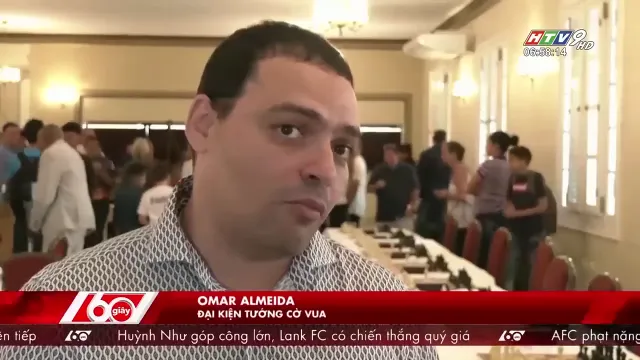 HTV9 HD
06:58:14
60 giây
OMAR ALMEIDA
ĐẠI KIỆN TƯỚNG CỜ VUA
ên tiếp Huỳnh Như góp công lớn, Lank FC có chiến thắng quý giá AFC phạt nặn